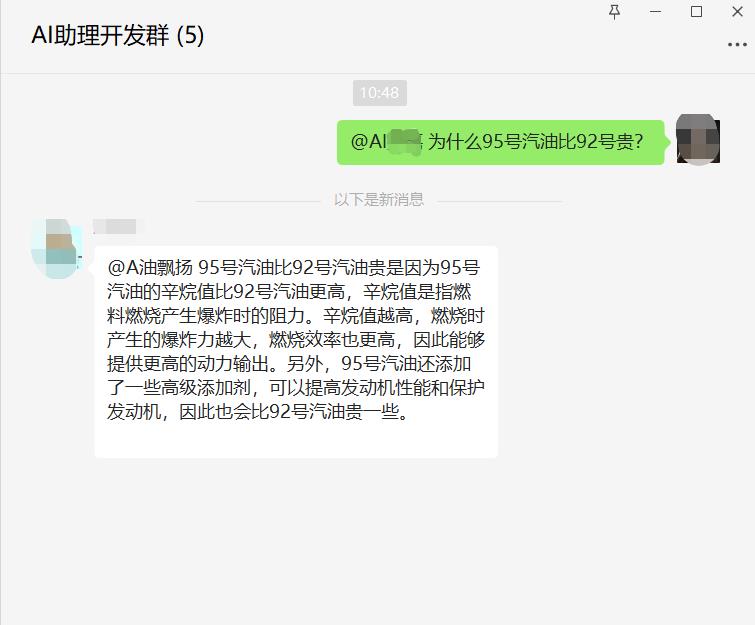 AI助理开发群 (5)
10:48
@AI 为什么95号汽油比92号贵？
以下是新消息
@A油飘扬 95号汽油比92号汽油贵是因为95号
汽油的辛烷值比92号汽油更高，辛烷值是指燃
料燃烧产生爆炸时的阻力。辛烷值越高，燃烧时
产生的爆炸力越大，燃烧效率也更高，因此能够
提供更高的动力输出。另外，95号汽油还添加
了一些高级添加剂，可以提高发动机性能和保护
发动机，因此也会比92号汽油贵一些。